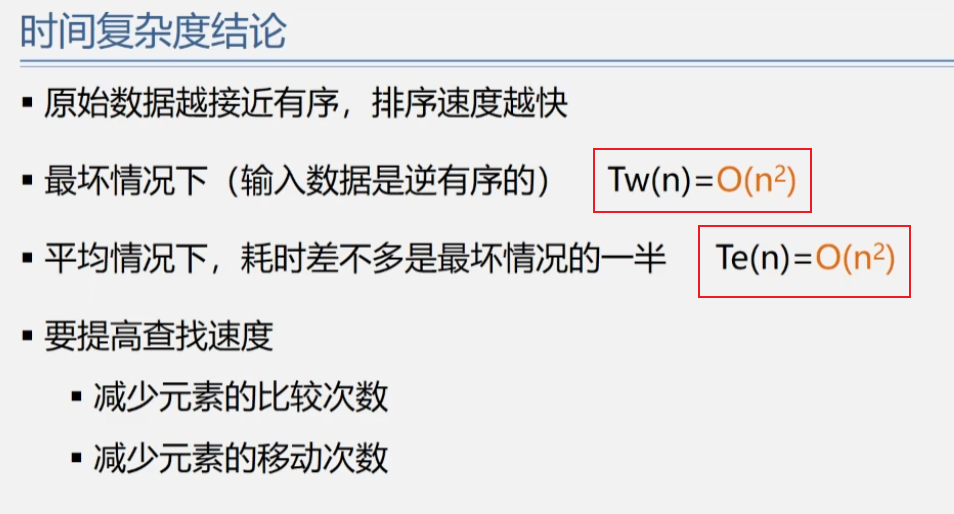 时间复杂度结论
▪ 原始数据越接近有序，排序速度越快
▪ 最坏情况下（输入数据是逆有序的） Tw(n)=O(n²)
▪ 平均情况下，耗时差不多是最坏情况的一半 Te(n)=O(n²)
▪ 要提高查找速度
▪ 减少元素的比较次数
▪ 减少元素的移动次数